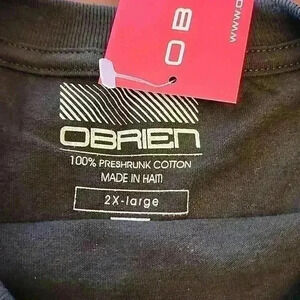 OB
www.o
OBRIEN
100% PRESHRUNK COTTON
MADE IN HAITI
2X-large